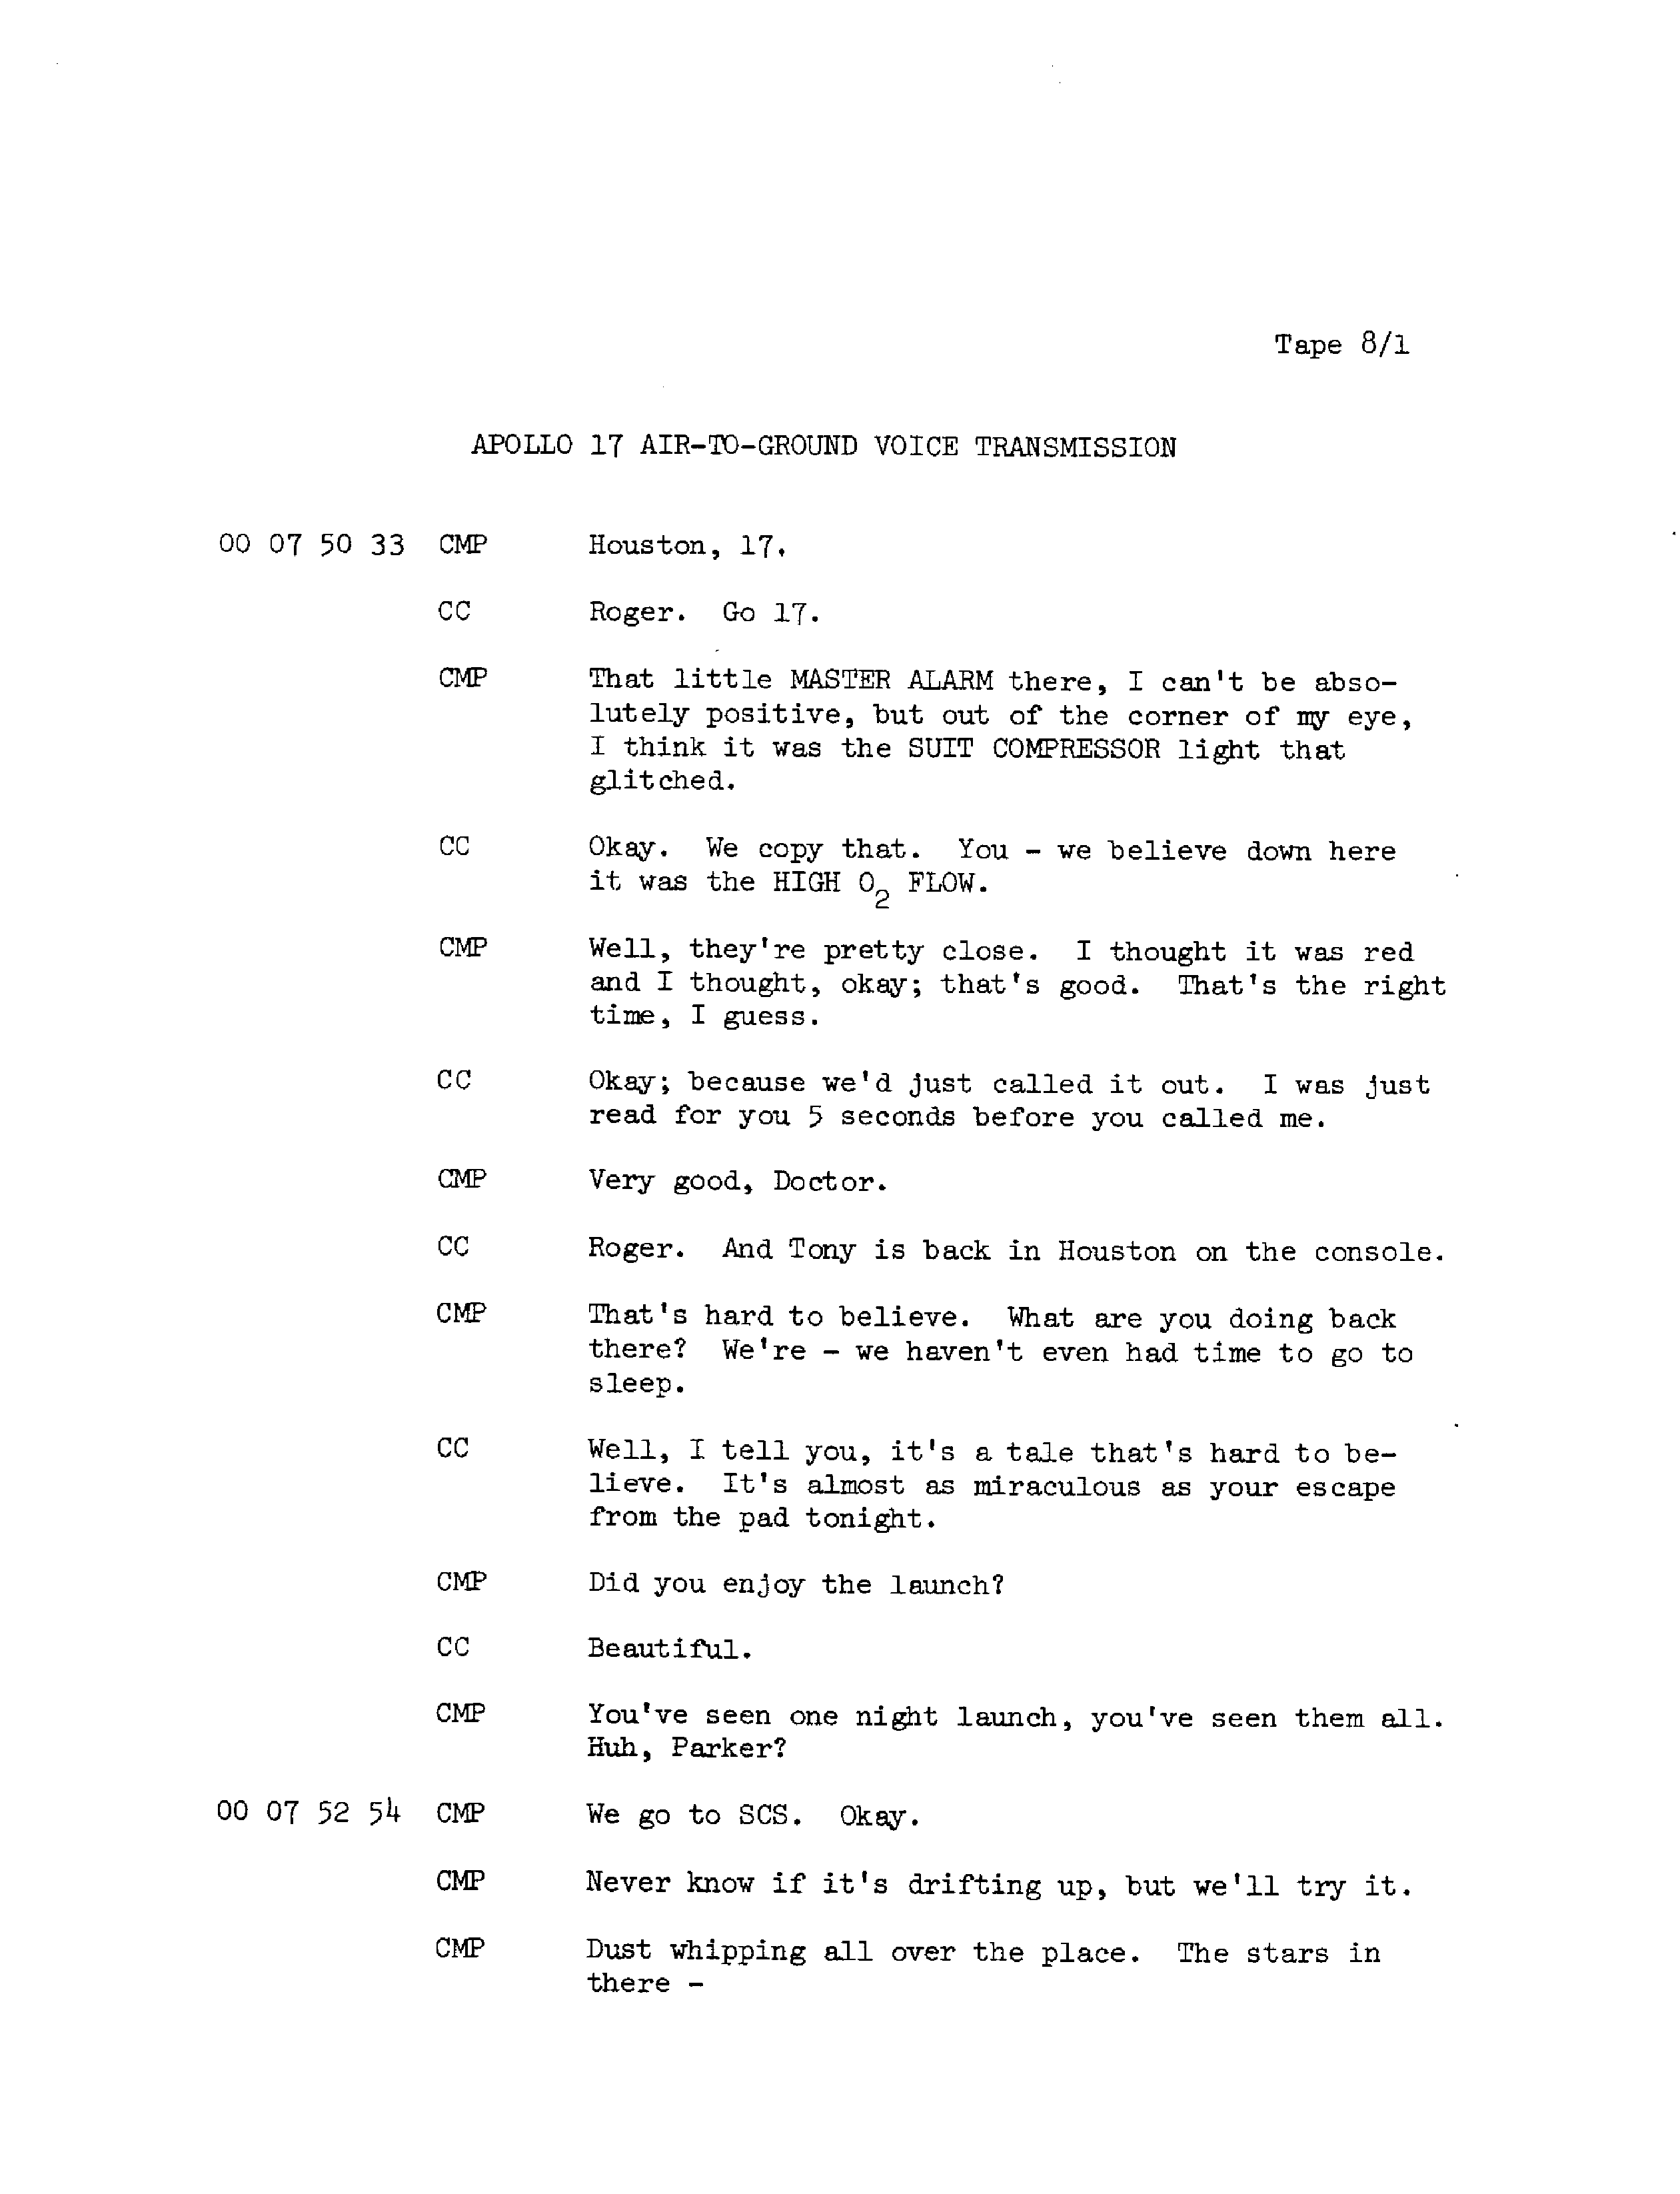 Tape 8/1
APOLLO 17 AIR-TO-GROUND VOICE TRANSMISSION
00 07 50 33 CMP Houston, 17.
CC Roger. Go 17.
CMP That little MASTER ALARM there, I can't be abso-
lutely positive, but out of the corner of my eye,
I think it was the SUIT COMPRESSOR light that
glitched.
CC Okay. We copy that. You - we believe down here
it was the HIGH O2 FLOW.
CMP Well, they're pretty close. I thought it was red
and I thought, okay; that's good. That's the right
time, I guess.
CC Okay; because we'd just called it out. I was just
read for you 5 seconds before you called me.
CMP Very good, Doctor.
CC Roger. And Tony is back in Houston on the console.
CMP That's hard to believe. What are you doing back
there? We're - we haven't even had time to go to
sleep.
CC Well, I tell you, it's a tale that's hard to be-
lieve. It's almost as miraculous as your escape
from the pad tonight.
CMP Did you enjoy the launch?
CC Beautiful.
CMP You've seen one night launch, you've seen them all.
Huh, Parker?
00 07 52 54 CMP We go to SCS. Okay.
CMP Never know if it's drifting up, but we'll try it.
CMP Dust whipping all over the place. The stars in
there -